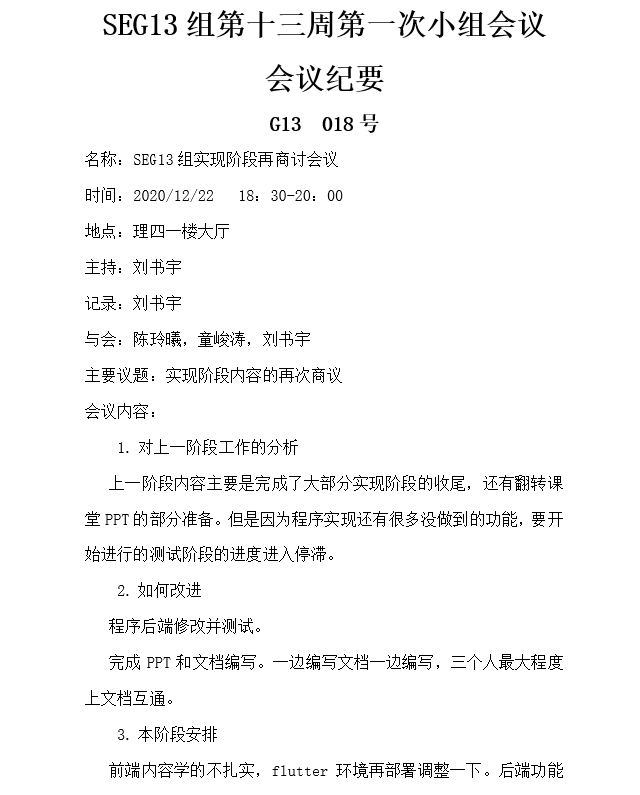 SEG13 组第十三周第一次小组会议
会议纪要
G13 018 号
名称：SEG13 组实现阶段再商讨会议
时间：2020/12/22 18：30-20：00
地点：理四一楼大厅
主持：刘书宇
记录：刘书宇
与会：陈玲曦，童峻涛，刘书宇
主要议题：实现阶段内容的再次商议
会议内容：
1. 对上一阶段工作的分析
上一阶段内容主要是完成了大部分实现阶段的收尾，还有翻转课
堂 PPT 的部分准备。但是因为程序实现还有很多没做到的功能，要开
始进行的测试阶段的进度进入停滞。
2. 如何改进
程序后端修改并测试。
完成 PPT 和文档编写。一边编写文档一边编写，三个人最大程度
上文档互通。
3. 本阶段安排
前端内容学的不扎实，flutter 环境再部署调整一下。后端功能